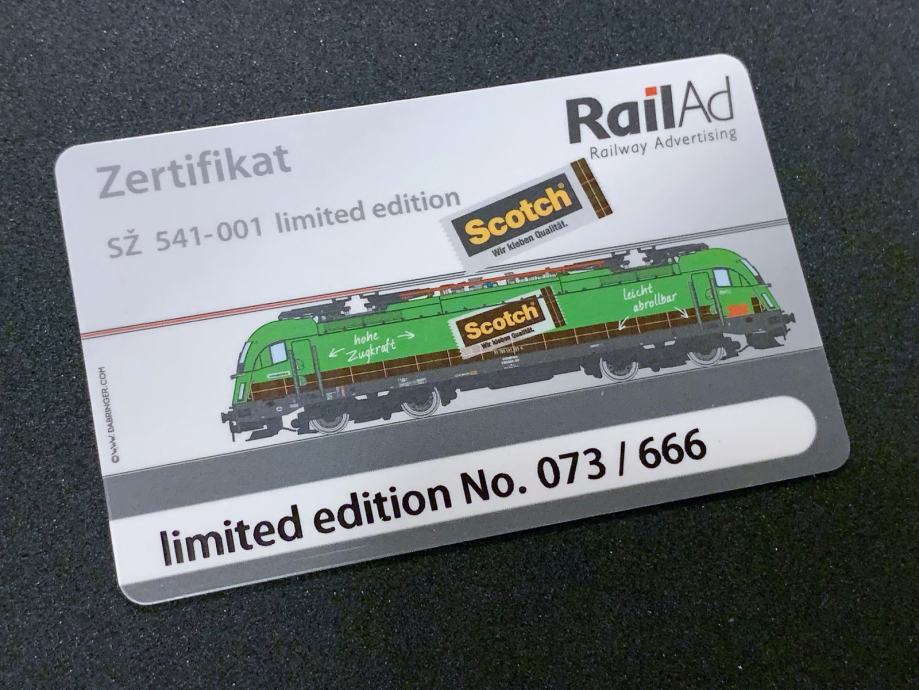 RailAd
Railway Advertising
Zertifikat
SŽ 541-001 limited edition
Scotch®
Wir kleben Qualität.
hohe
Zugkraft
Scotch
Wir kleben Qualität.
leicht
abrollbar
© WWW.DABRINGER.COM
limited edition No. 073 / 666